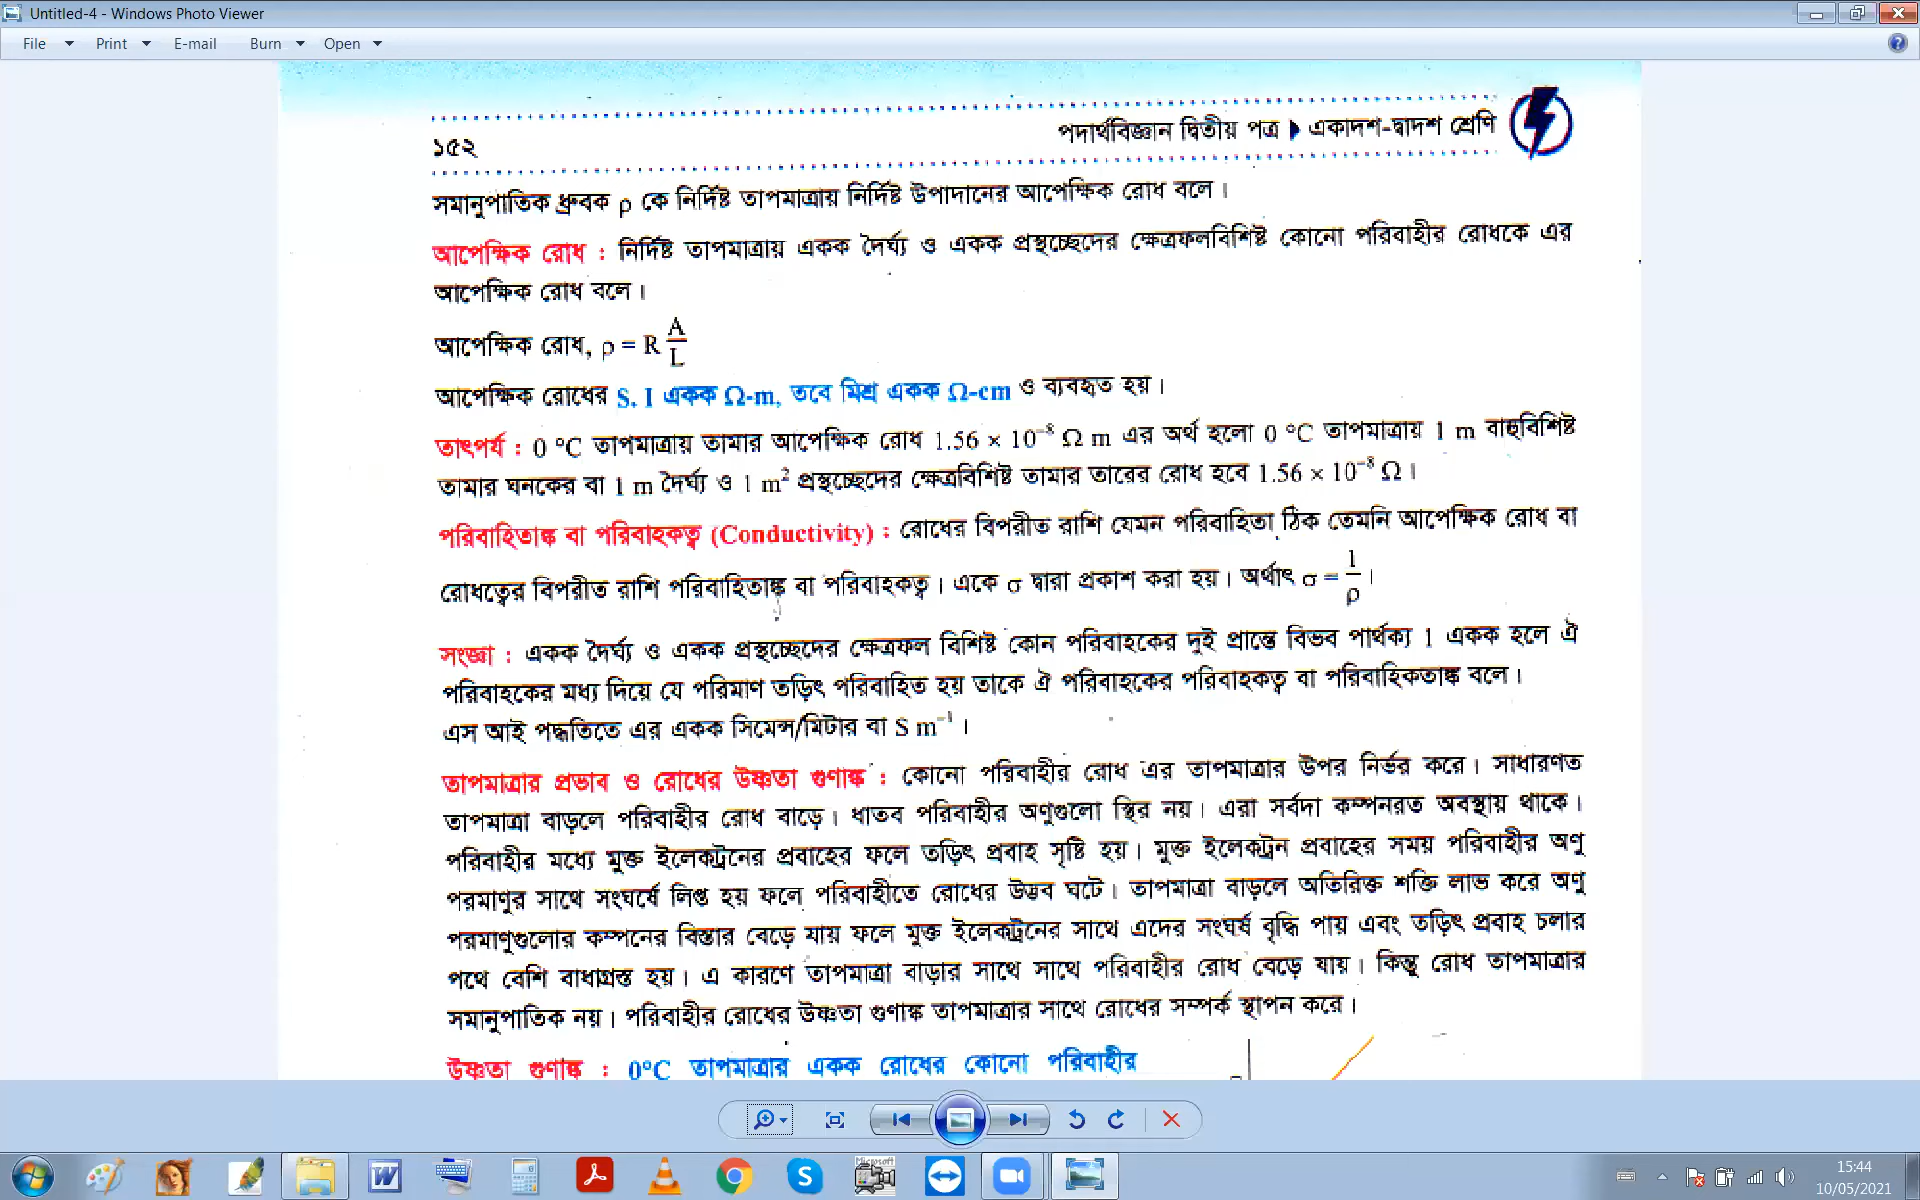 Untitled-4 - Windows Photo Viewer
File Print E-mail Burn Open
১৫২
পদার্থবিজ্ঞান দ্বিতীয় পত্র ▶ একাদশ-দ্বাদশ শ্রেণি
সমানুপাতিক ধ্রুবক ρ কে নির্দিষ্ট তাপমাত্রায় নির্দিষ্ট উপাদানের আপেক্ষিক রোধ বলে।
আপেক্ষিক রোধ : নির্দিষ্ট তাপমাত্রায় একক দৈর্ঘ্য ও একক প্রস্থচ্ছেদের ক্ষেত্রফলবিশিষ্ট কোনো পরিবাহীর রোধকে এর
আপেক্ষিক রোধ বলে।
আপেক্ষিক রোধ, ρ = R A/L
আপেক্ষিক রোধের S. I একক Ω-m, তবে মিশ্র একক Ω-cm ও ব্যবহৃত হয়।
তাৎপর্য : 0 °C তাপমাত্রায় তামার আপেক্ষিক রোধ 1.56 × 10⁻⁸ Ω m এর অর্থ হলো 0 °C তাপমাত্রায় 1 m বাহুবিশিষ্ট
তামার ঘনকের বা 1 m দৈর্ঘ্য ও 1 m² প্রস্থচ্ছেদের ক্ষেত্রবিশিষ্ট তামার তারের রোধ হবে 1.56 × 10⁻⁸ Ω।
পরিবাহিতাঙ্ক বা পরিবাহকত্ব (Conductivity) : রোধের বিপরীত রাশি যেমন পরিবাহিতা ঠিক তেমনি আপেক্ষিক রোধ বা
রোধত্বের বিপরীত রাশি পরিবাহিতাঙ্ক বা পরিবাহকত্ব। একে σ দ্বারা প্রকাশ করা হয়। অর্থাৎ σ = 1/ρ।
সংজ্ঞা : একক দৈর্ঘ্য ও একক প্রস্থচ্ছেদের ক্ষেত্রফল বিশিষ্ট কোন পরিবাহকের দুই প্রান্তে বিভব পার্থক্য 1 একক হলে ঐ
পরিবাহকের মধ্য দিয়ে যে পরিমাণ তড়িৎ পরিবাহিত হয় তাকে ঐ পরিবাহকের পরিবাহকত্ব বা পরিবাহিকতাঙ্ক বলে।
এস আই পদ্ধতিতে এর একক সিমেন্স/মিটার বা S m⁻¹।
তাপমাত্রার প্রভাব ও রোধের উষ্ণতা গুণাঙ্ক : কোনো পরিবাহীর রোধ এর তাপমাত্রার উপর নির্ভর করে। সাধারণত
তাপমাত্রা বাড়লে পরিবাহীর রোধ বাড়ে। ধাতব পরিবাহীর অণুগুলো স্থির নয়। এরা সর্বদা কম্পনরত অবস্থায় থাকে।
পরিবাহীর মধ্যে মুক্ত ইলেকট্রনের প্রবাহের ফলে তড়িৎ প্রবাহ সৃষ্টি হয়। মুক্ত ইলেকট্রন প্রবাহের সময় পরিবাহীর অণু
পরমাণুর সাথে সংঘর্ষে লিপ্ত হয় ফলে পরিবাহীতে রোধের উদ্ভব ঘটে। তাপমাত্রা বাড়লে অতিরিক্ত শক্তি লাভ করে অণু
পরমাণুগুলোর কম্পনের বিস্তার বেড়ে যায় ফলে মুক্ত ইলেকট্রনের সাথে এদের সংঘর্ষ বৃদ্ধি পায় এবং তড়িৎ প্রবাহ চলার
পথে বেশি বাধাগ্রস্ত হয়। এ কারণে তাপমাত্রা বাড়ার সাথে সাথে পরিবাহীর রোধ বেড়ে যায়। কিন্তু রোধ তাপমাত্রার
সমানুপাতিক নয়। পরিবাহীর রোধের উষ্ণতা গুণাঙ্ক তাপমাত্রার সাথে রোধের সম্পর্ক স্থাপন করে।
উষ্ণতা গুণাঙ্ক : 0°C তাপমাত্রার একক রোধের কোনো পরিবাহীর
Microsoft
15:44
10/05/2021